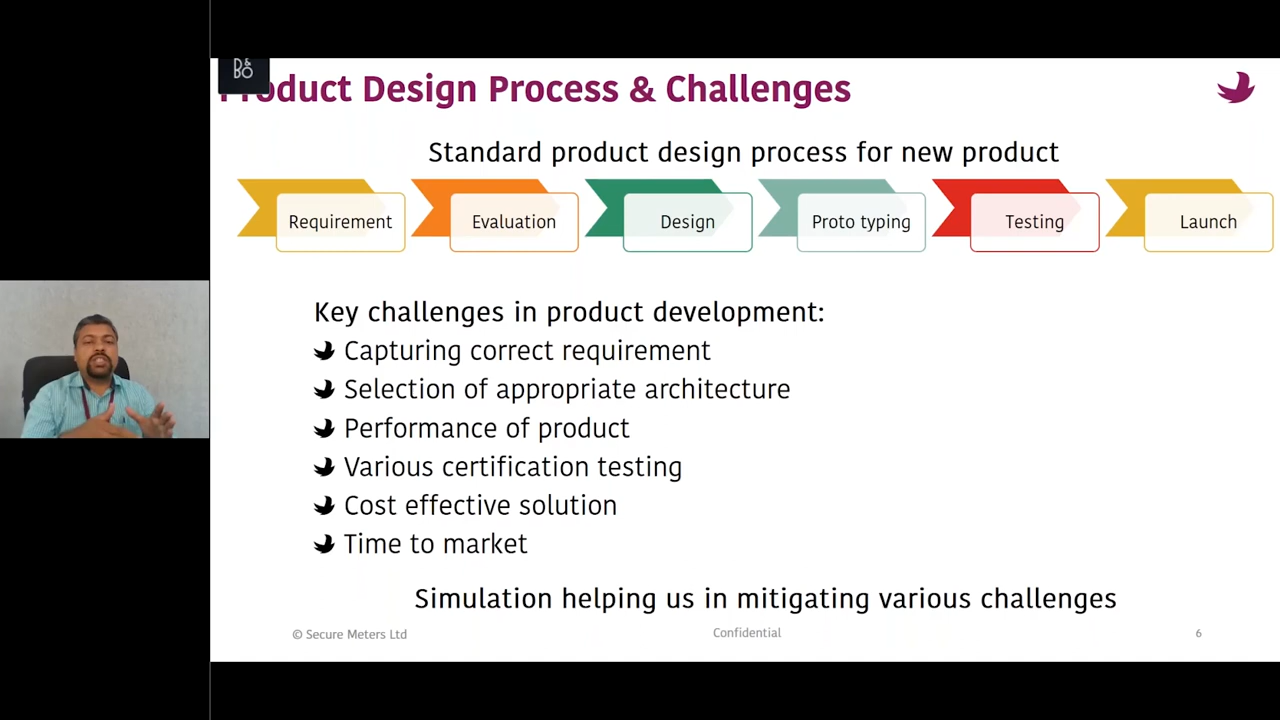 D&
BO
Product Design Process & Challenges
Standard product design process for new product
Requirement
Evaluation
Design
Proto typing
Testing
Launch
Key challenges in product development:
Capturing correct requirement
Selection of appropriate architecture
Performance of product
Various certification testing
Cost effective solution
Time to market
Simulation helping us in mitigating various challenges
© Secure Meters Ltd
Confidential
6